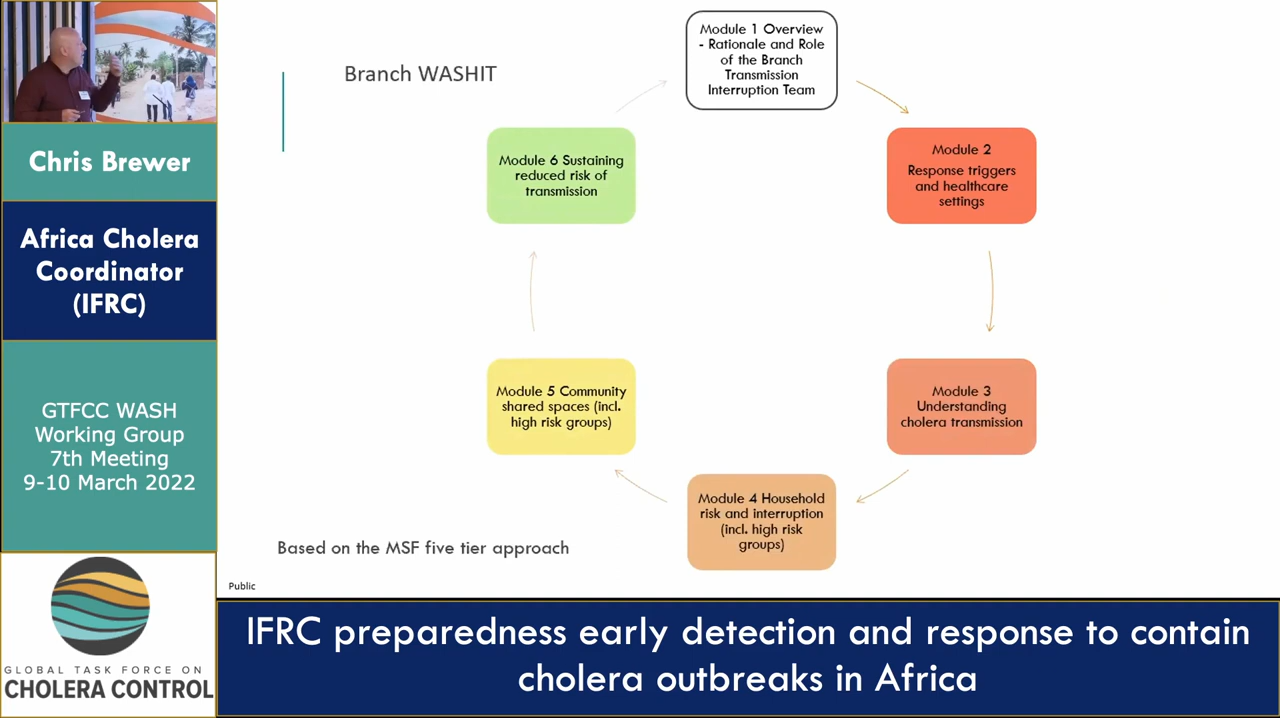 Chris Brewer
Africa Cholera
Coordinator
(IFRC)
GTFCC WASH
Working Group
7th Meeting
9-10 March 2022
GLOBAL TASK FORCE ON
CHOLERA CONTROL
Branch WASHIT
Module 1 Overview
- Rationale and Role
of the Branch
Transmission
Interruption Team
Module 2
Response triggers
and healthcare
settings
Module 3
Understanding
cholera transmission
Module 4 Household
risk and interruption
(incl. high risk
groups)
Module 5 Community
shared spaces (incl.
high risk groups)
Module 6 Sustaining
reduced risk of
transmission
Based on the MSF five tier approach
Public
IFRC preparedness early detection and response to contain
cholera outbreaks in Africa